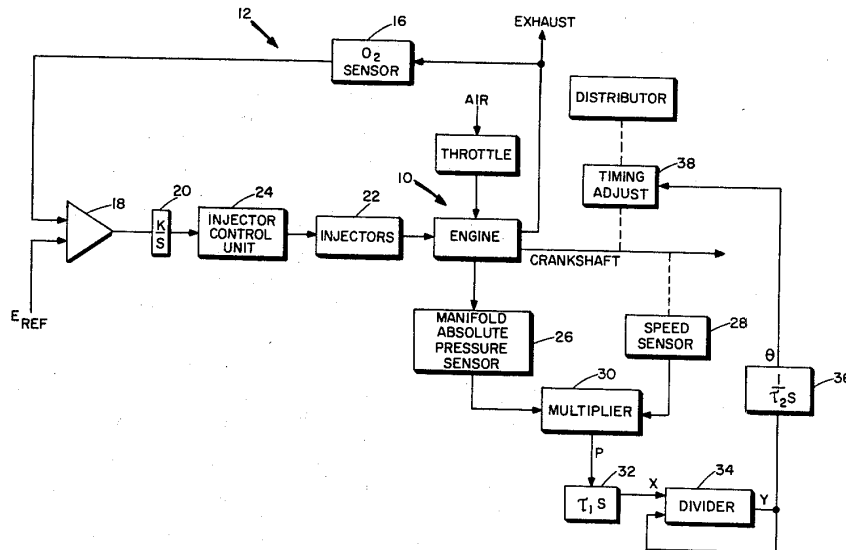 EXHAUST
12
16
O2
SENSOR
DISTRIBUTOR
AIR
THROTTLE
TIMING
ADJUST
38
10
18
20
K
S
24
INJECTOR
CONTROL
UNIT
22
INJECTORS
ENGINE
CRANKSHAFT
EREF
MANIFOLD
ABSOLUTE
PRESSURE
SENSOR
26
SPEED
SENSOR
28
30
MULTIPLIER
θ
1
τ2S
36
P
32
τ1 S
X
34
DIVIDER
Y